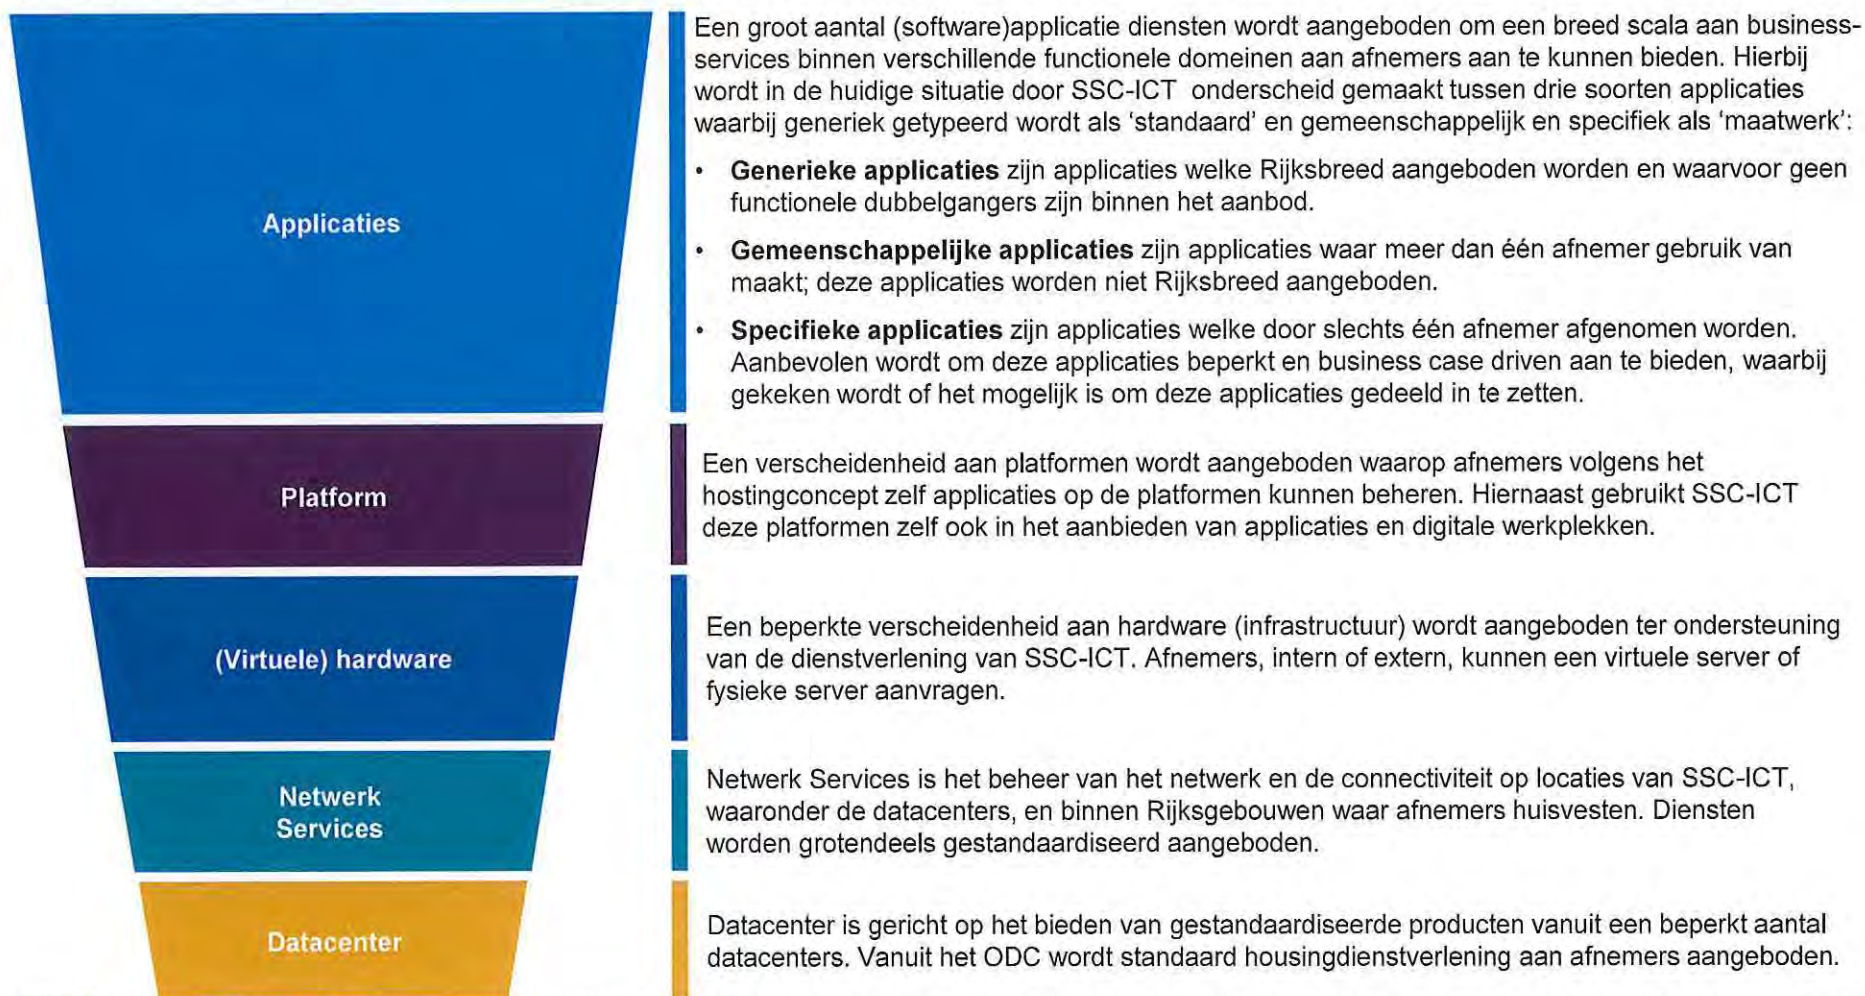 Een groot aantal (software)applicatie diensten wordt aangeboden om een breed scala aan business-
services binnen verschillende functionele domeinen aan afnemers aan te kunnen bieden. Hierbij
wordt in de huidige situatie door SSC-ICT onderscheid gemaakt tussen drie soorten applicaties
waarbij generiek getypeerd wordt als ‘standaard’ en gemeenschappelijk en specifiek als ‘maatwerk’:
• Generieke applicaties zijn applicaties welke Rijksbreed aangeboden worden en waarvoor geen
functionele dubbelgangers zijn binnen het aanbod.
Applicaties
• Gemeenschappelijke applicaties zijn applicaties waar meer dan één afnemer gebruik van
maakt; deze applicaties worden niet Rijksbreed aangeboden.
• Specifieke applicaties zijn applicaties welke door slechts één afnemer afgenomen worden.
Aanbevolen wordt om deze applicaties beperkt en business case driven aan te bieden, waarbij
gekeken wordt of het mogelijk is om deze applicaties gedeeld in te zetten.
Platform
Een verscheidenheid aan platformen wordt aangeboden waarop afnemers volgens het
hostingconcept zelf applicaties op de platformen kunnen beheren. Hiernaast gebruikt SSC-ICT
deze platformen zelf ook in het aanbieden van applicaties en digitale werkplekken.
(Virtuele) hardware
Een beperkte verscheidenheid aan hardware (infrastructuur) wordt aangeboden ter ondersteuning
van de dienstverlening van SSC-ICT. Afnemers, intern of extern, kunnen een virtuele server of
fysieke server aanvragen.
Netwerk
Services
Netwerk Services is het beheer van het netwerk en de connectiviteit op locaties van SSC-ICT,
waaronder de datacenters, en binnen Rijksgebouwen waar afnemers huisvesten. Diensten
worden grotendeels gestandaardiseerd aangeboden.
Datacenter
Datacenter is gericht op het bieden van gestandaardiseerde producten vanuit een beperkt aantal
datacenters. Vanuit het ODC wordt standaard housingdienstverlening aan afnemers aangeboden.